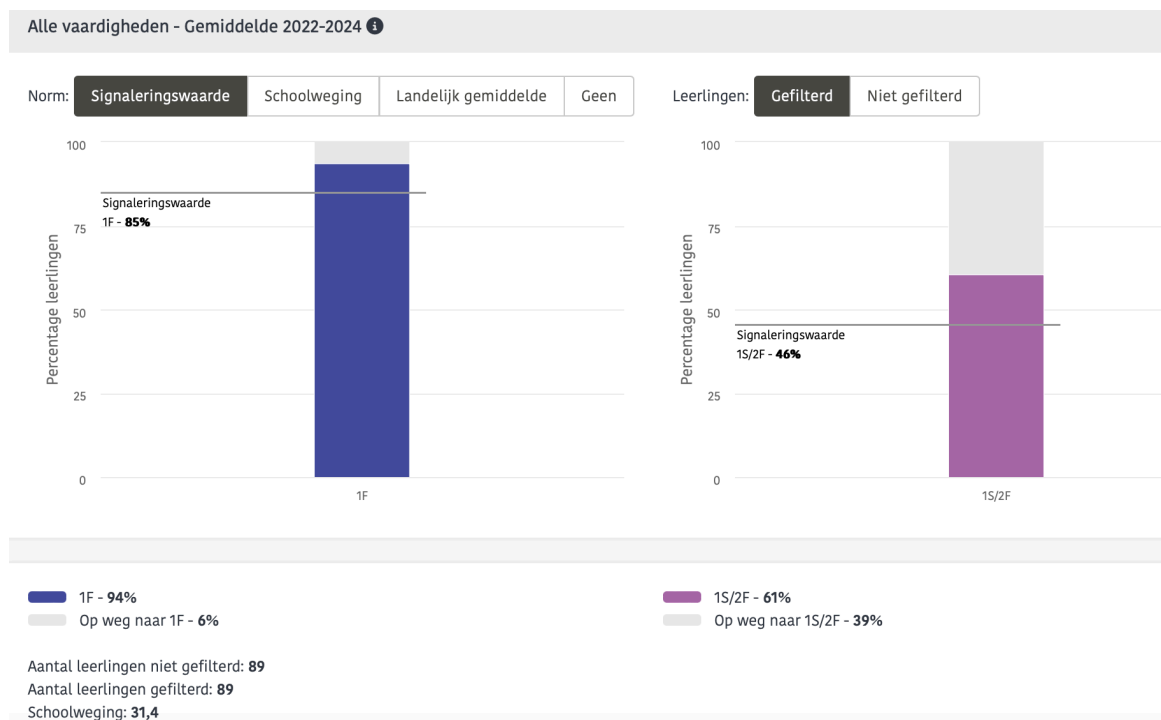 Alle vaardigheden - Gemiddelde 2022-2024
Norm: Signaleringswaarde Schoolweging Landelijk gemiddelde Geen
Leerlingen: Gefilterd Niet gefilterd
100
75
50
25
0
Percentage leerlingen
Signaleringswaarde
1F - 85%
1F
100
75
50
25
0
Percentage leerlingen
Signaleringswaarde
1S/2F - 46%
1S/2F
1F - 94%
Op weg naar 1F - 6%
1S/2F - 61%
Op weg naar 1S/2F - 39%
Aantal leerlingen niet gefilterd: 89
Aantal leerlingen gefilterd: 89
Schoolweging: 31,4